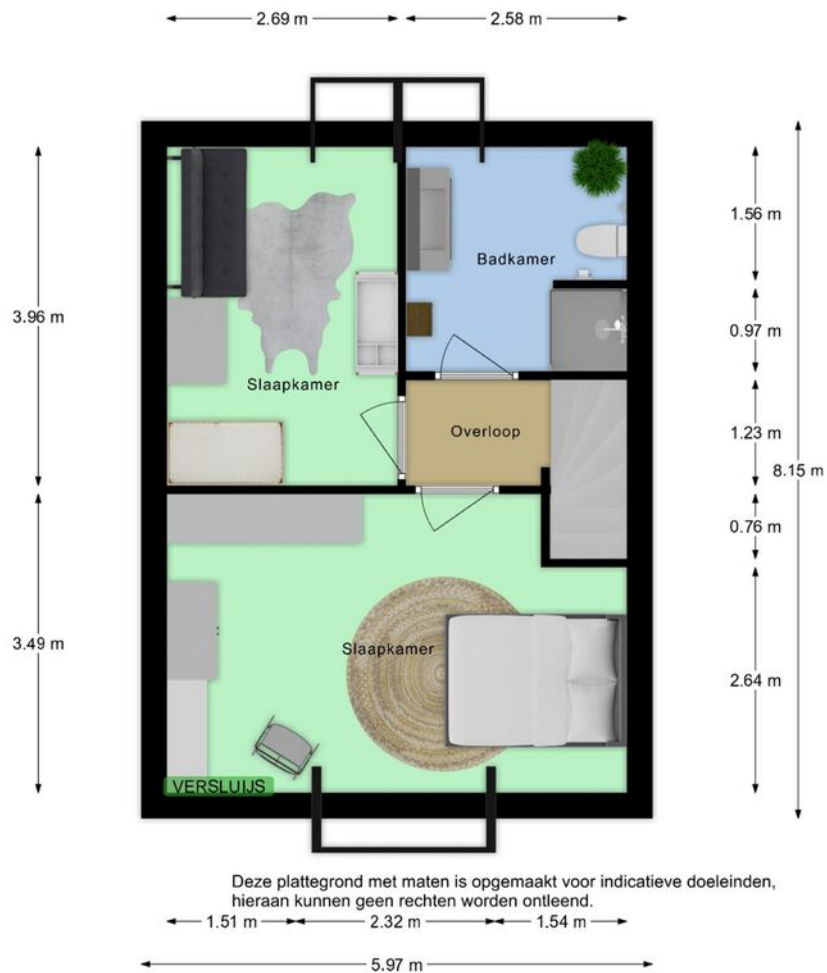 2.69 m
2.58 m
1.56 m
Badkamer
3.96 m
0.97 m
Slaapkamer
Overloop
1.23 m
8.15 m
0.76 m
3.49 m
Slaapkamer
2.64 m
VERSLUIJS
Deze plattegrond met maten is opgemaakt voor indicatieve doeleinden,
hieraan kunnen geen rechten worden ontleend.
1.51 m
2.32 m
1.54 m
5.97 m